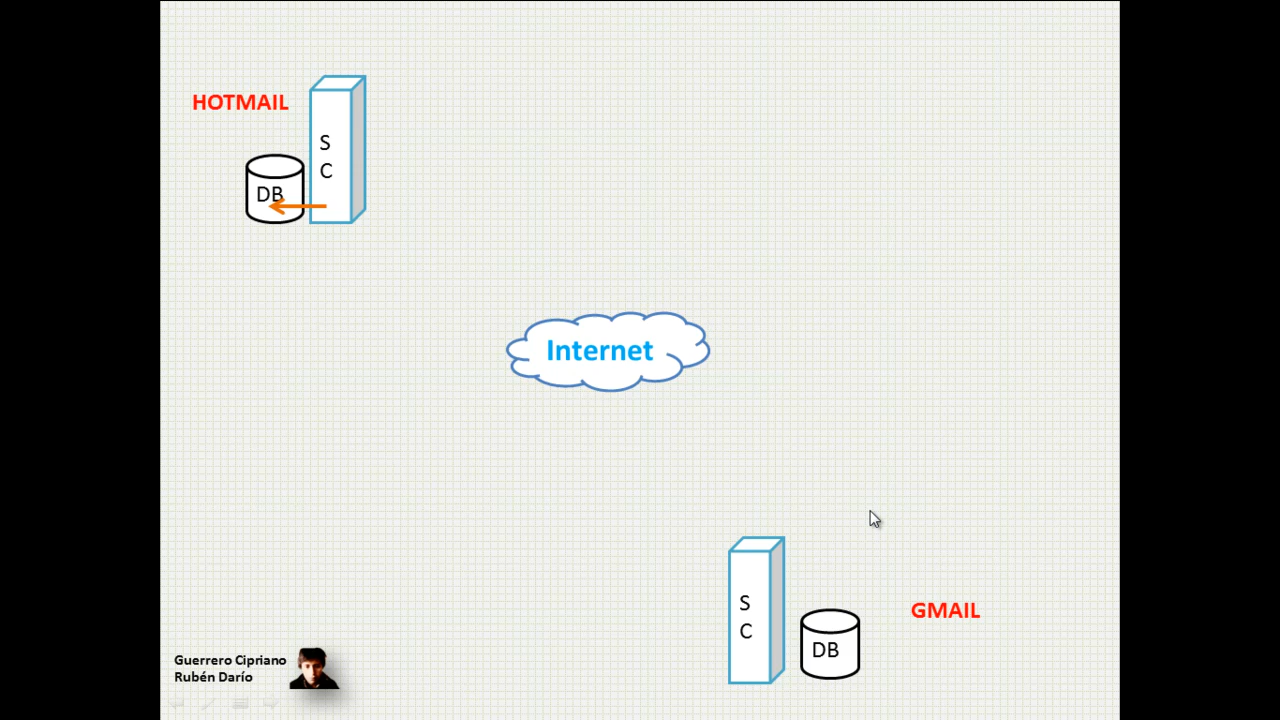 HOTMAIL
S
C
DB
Internet
S
C
DB
GMAIL
Guerrero Cipriano
Rubén Darío